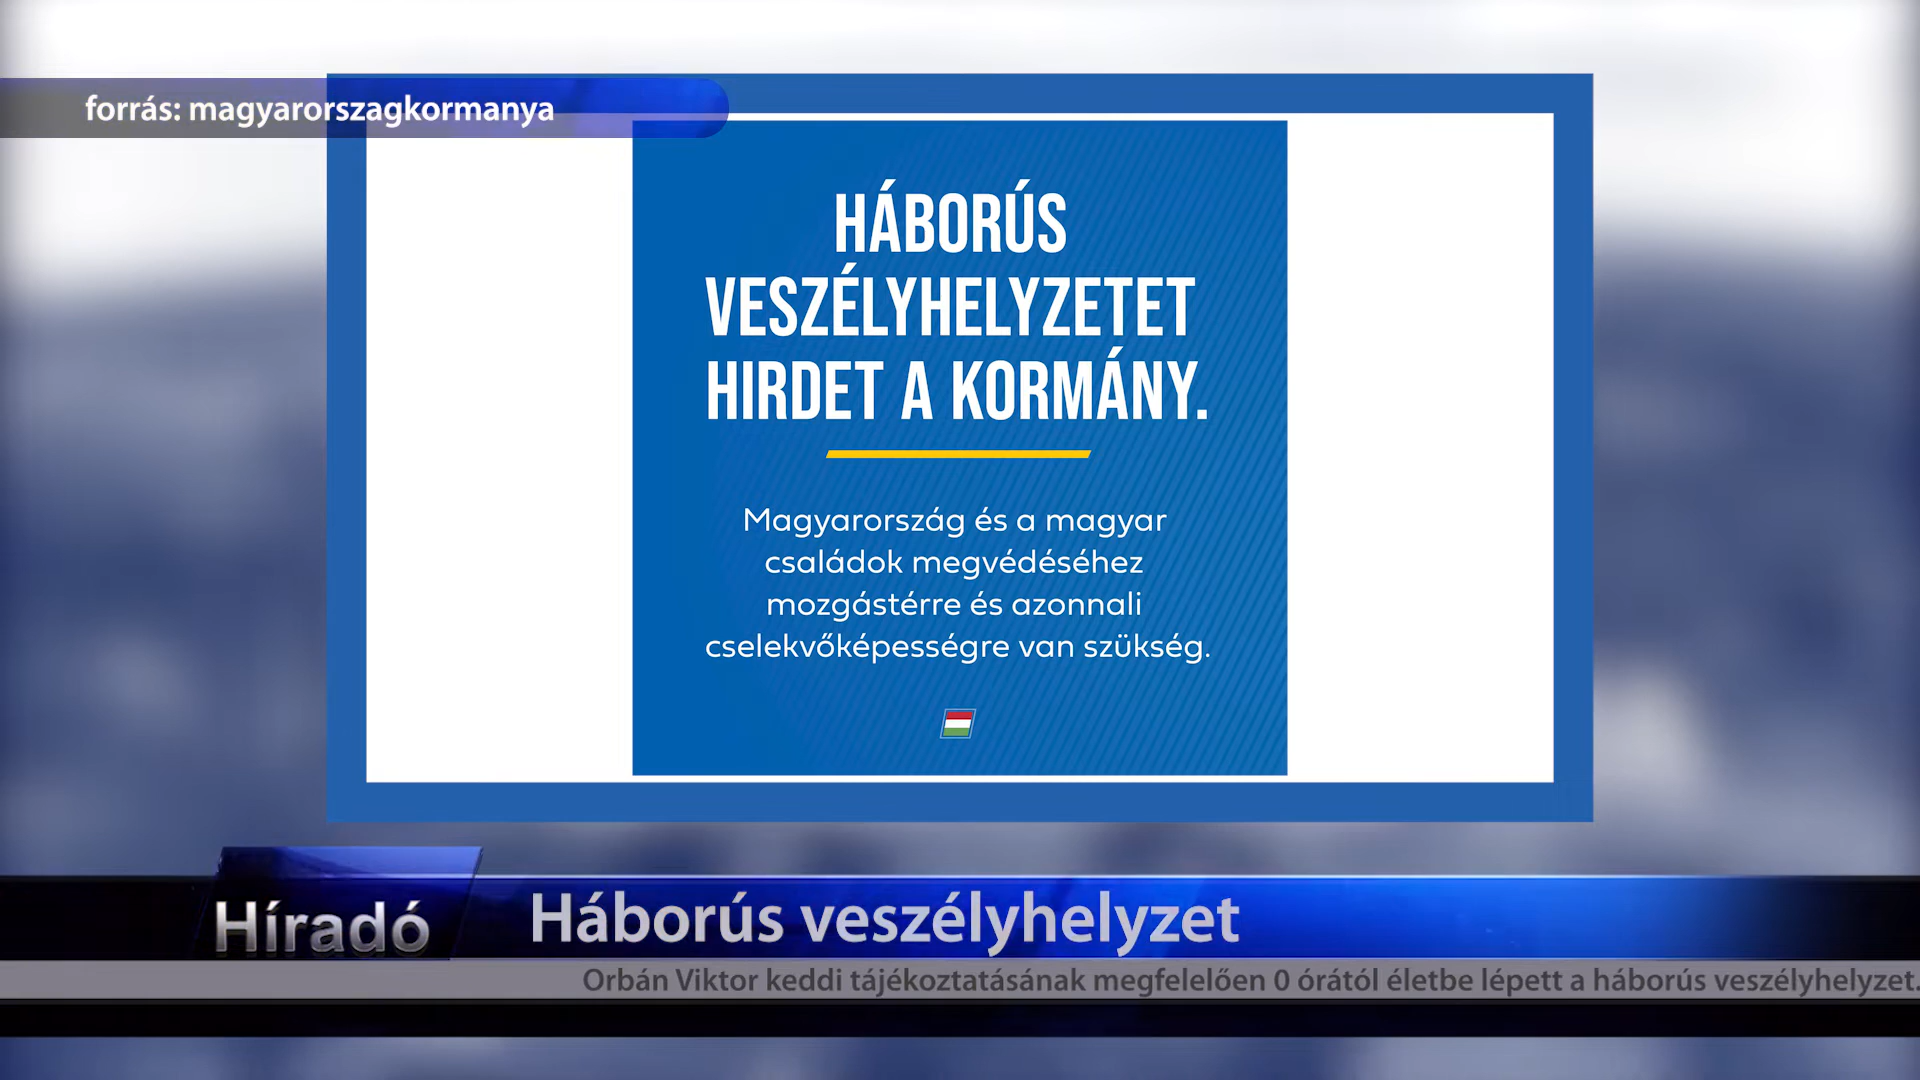 forrás: magyarorszagkormanya
HÁBORÚS
VESZÉLYHELYZETET
HIRDET A KORMÁNY.
Magyarország és a magyar
családok megvédéséhez
mozgástérre és azonnali
cselekvőképességre van szükség.
Híradó
Háborús veszélyhelyzet
Orbán Viktor keddi tájékoztatásának megfelelően 0 órától életbe lépett a háborús veszélyhelyzet.